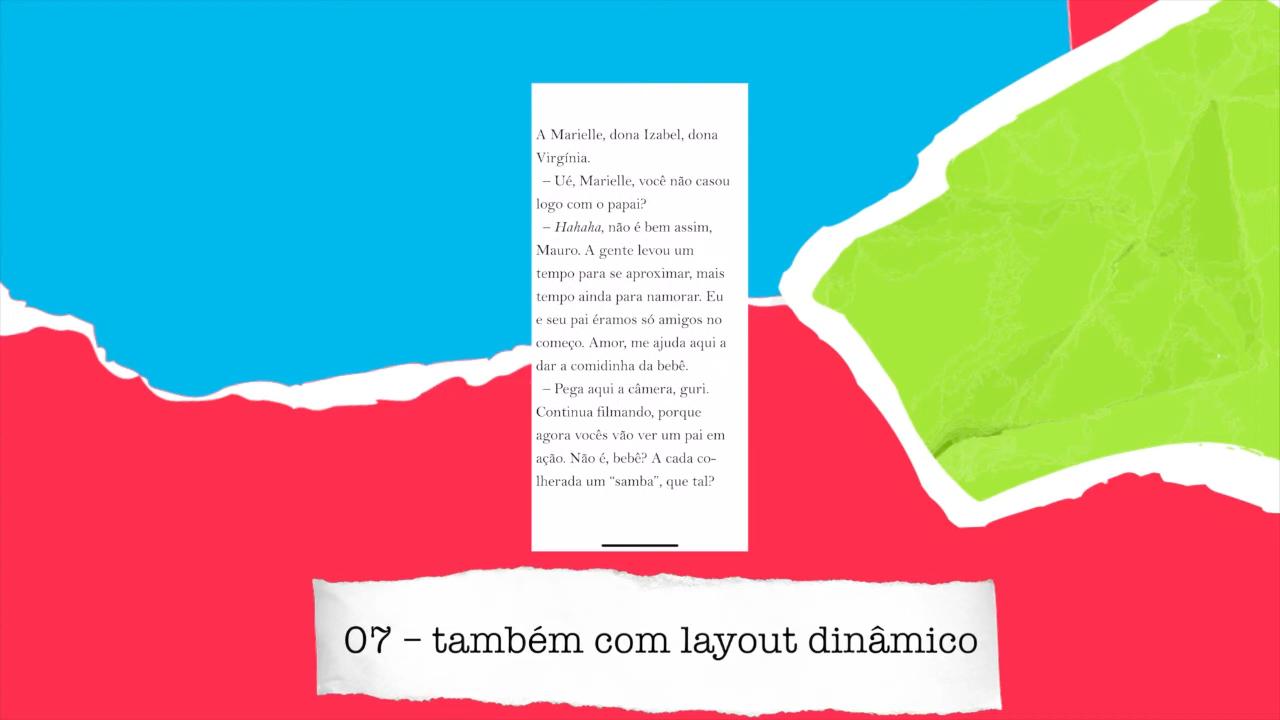 A Marielle, dona Izabel, dona
Virgínia.
– Ué, Marielle, você não casou
logo com o papai?
– Hahaha, não é bem assim,
Mauro. A gente levou um
tempo para se aproximar, mais
tempo ainda para namorar. Eu
e seu pai éramos só amigos no
começo. Amor, me ajuda aqui a
dar a comidinha da bebê.
– Pega aqui a câmera, guri.
Continua filmando, porque
agora vocês vão ver um pai em
ação. Não é, bebê? A cada co-
lherada um “samba”, que tal?
07 – também com layout dinâmico